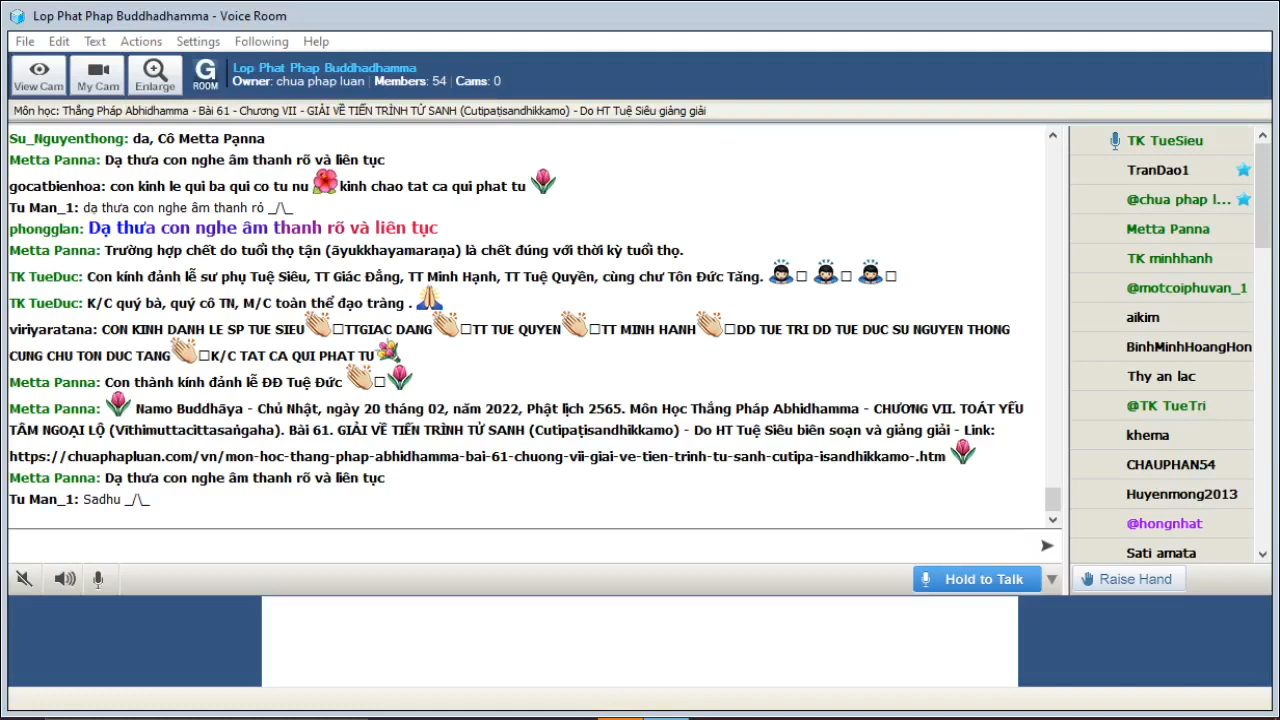 Lop Phat Phap Buddhadhamma - Voice Room
File Edit Text Actions Settings Following Help
View Cam My Cam Enlarge G ROOM
Lop Phat Phap Buddhadhamma
Owner: chua phap luan | Members: 54 | Cams: 0
Môn học: Thắng Pháp Abhidhamma - Bài 61 - Chương VII - GIẢI VỀ TIẾN TRÌNH TỬ SANH (Cutipaṭisandhikkamo) - Do HT Tuệ Siêu giảng giải
Su_Nguyenthong: da, Cô Metta Pạnna
Metta Panna: Dạ thưa con nghe âm thanh rõ và liên tục
gocatbienhoa: con kinh le qui ba qui co tu nu kinh chao tat ca qui phat tu
Tu Man_1: dạ thưa con nghe âm thanh ró _/\_
phongglan: Dạ thưa con nghe âm thanh rõ và liên tục
Metta Panna: Trường hợp chết do tuổi thọ tận (āyukkhayamaraṇa) là chết đúng với thời kỳ tuổi thọ.
TK TueDuc: Con kính đảnh lễ sư phụ Tuệ Siêu, TT Giác Đẳng, TT Minh Hạnh, TT Tuệ Quyền, cùng chư Tôn Đức Tăng.
TK TueDuc: K/C quý bà, quý cô TN, M/C toàn thể đạo tràng .
viriyaratana: CON KINH DANH LE SP TUE SIEU TTGIAC DANG TT TUE QUYEN TT MINH HANH DD TUE TRI DD TUE DUC SU NGUYEN THONG
CUNG CHU TON DUC TANG K/C TAT CA QUI PHAT TU
Metta Panna: Con thành kính đảnh lễ ĐĐ Tuệ Đức
Metta Panna: Namo Buddhāya - Chủ Nhật, ngày 20 tháng 02, năm 2022, Phật lịch 2565. Môn Học Thắng Pháp Abhidhamma - CHƯƠNG VII. TOÁT YẾU
TÂM NGOẠI LỘ (Vīthimuttacittasaṅgaha). Bài 61. GIẢI VỀ TIẾN TRÌNH TỬ SANH (Cutipaṭisandhikkamo) - Do HT Tuệ Siêu biên soạn và giảng giải - Link:
https://chuaphapluan.com/vn/mon-hoc-thang-phap-abhidhamma-bai-61-chuong-vii-giai-ve-tien-trinh-tu-sanh-cutipa-isandhikkamo-.htm
Metta Panna: Dạ thưa con nghe âm thanh rõ và liên tục
Tu Man_1: Sadhu _/\_
Hold to Talk
TK TueSieu
TranDao1
@chua phap l...
Metta Panna
TK minhhanh
@motcoiphuvan_1
aikim
BinhMinhHoangHon
Thy an lac
@TK TueTri
khema
CHAUPHAN54
Huyenmong2013
@hongnhat
Sati amata
Raise Hand